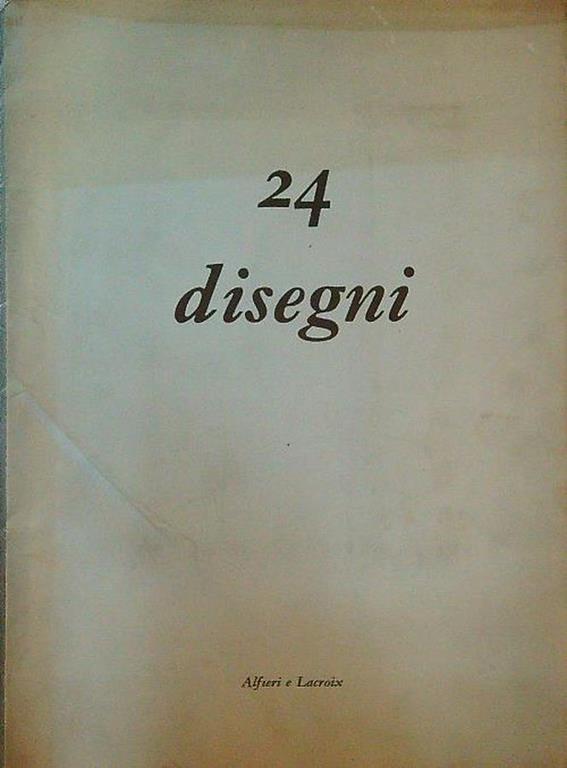 24
disegni
Alfieri e Lacroix